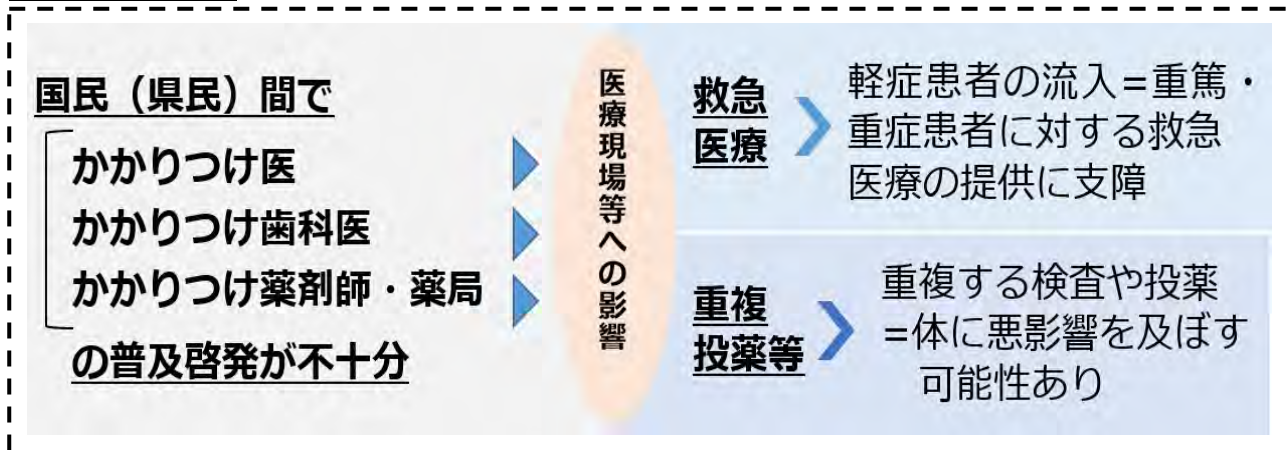 国民（県民）間で
かかりつけ医
かかりつけ歯科医
かかりつけ薬剤師・薬局
の普及啓発が不十分
医療現場等への影響
救急
医療
軽症患者の流入＝重篤・
重症患者に対する救急
医療の提供に支障
重複
投薬等
重複する検査や投薬
＝体に悪影響を及ぼす
可能性あり